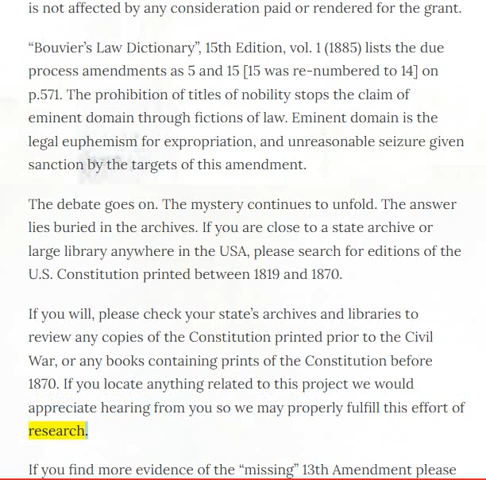 is not affected by any consideration paid or rendered for the grant.
“Bouvier’s Law Dictionary”, 15th Edition, vol. 1 (1885) lists the due
process amendments as 5 and 15 [15 was re-numbered to 14] on
p.571. The prohibition of titles of nobility stops the claim of
eminent domain through fictions of law. Eminent domain is the
legal euphemism for expropriation, and unreasonable seizure given
sanction by the targets of this amendment.
The debate goes on. The mystery continues to unfold. The answer
lies buried in the archives. If you are close to a state archive or
large library anywhere in the USA, please search for editions of the
U.S. Constitution printed between 1819 and 1870.
If you will, please check your state’s archives and libraries to
review any copies of the Constitution printed prior to the Civil
War, or any books containing prints of the Constitution before
1870. If you locate anything related to this project we would
appreciate hearing from you so we may properly fulfill this effort of
research.
If you find more evidence of the “missing” 13th Amendment please